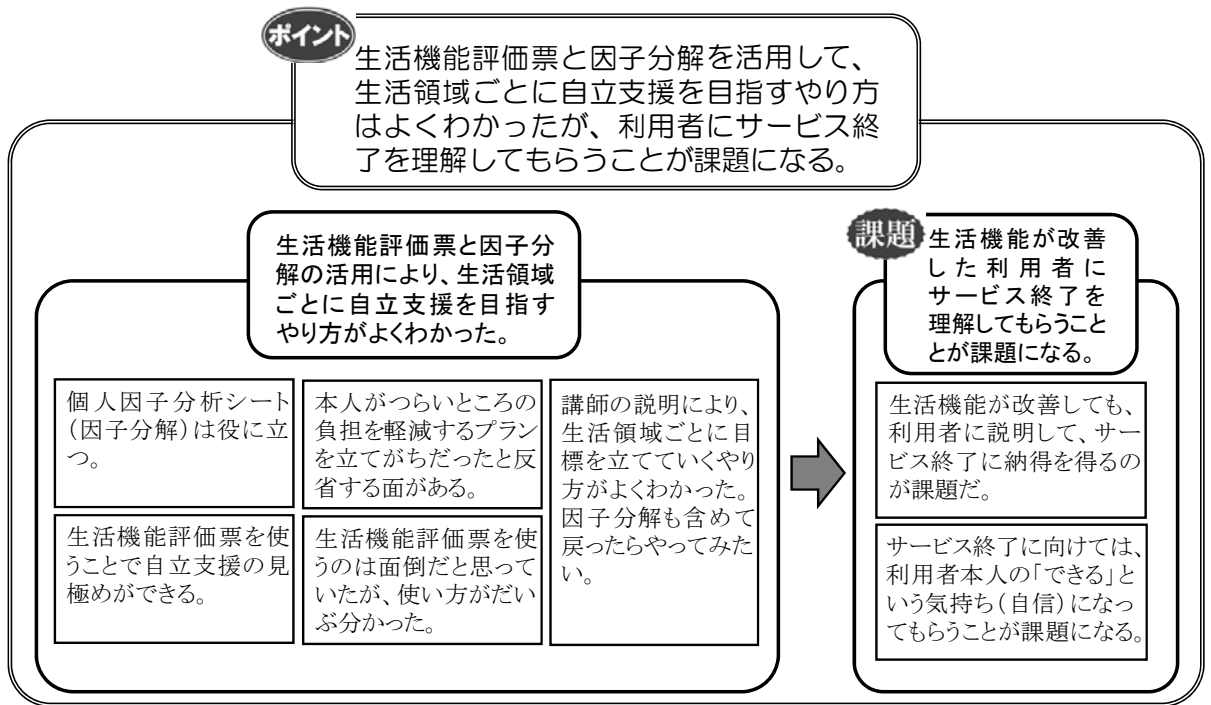 ポイント
生活機能評価票と因子分解を活用して、
生活領域ごとに自立支援を目指すやり方
はよくわかったが、利用者にサービス終
了を理解してもらうことが課題になる。
生活機能評価票と因子分
解の活用により、生活領域
ごとに自立支援を目指す
やり方がよくわかった。
個人因子分析シート
(因子分解)は役に立
つ。
生活機能評価票を使
うことで自立支援の見
極めができる。
本人がつらいところの
負担を軽減するプラン
を立てがちだったと反
省する面がある。
生活機能評価票を使
うのは面倒だと思って
いたが、使い方がだい
ぶ分かった。
講師の説明により、
生活領域ごとに目
標を立てていくやり
方がよくわかった。
因子分解も含めて
戻ったらやってみた
い。
課題
生活機能が改善
した利用者に
サービス終了を
理解してもらうこと
とが課題になる。
生活機能が改善しても、
利用者に説明して、サー
ビス終了に納得を得るの
が課題だ。
サービス終了に向けては、
利用者本人の「できる」と
いう気持ち(自信)になっ
てもらうことが課題になる。